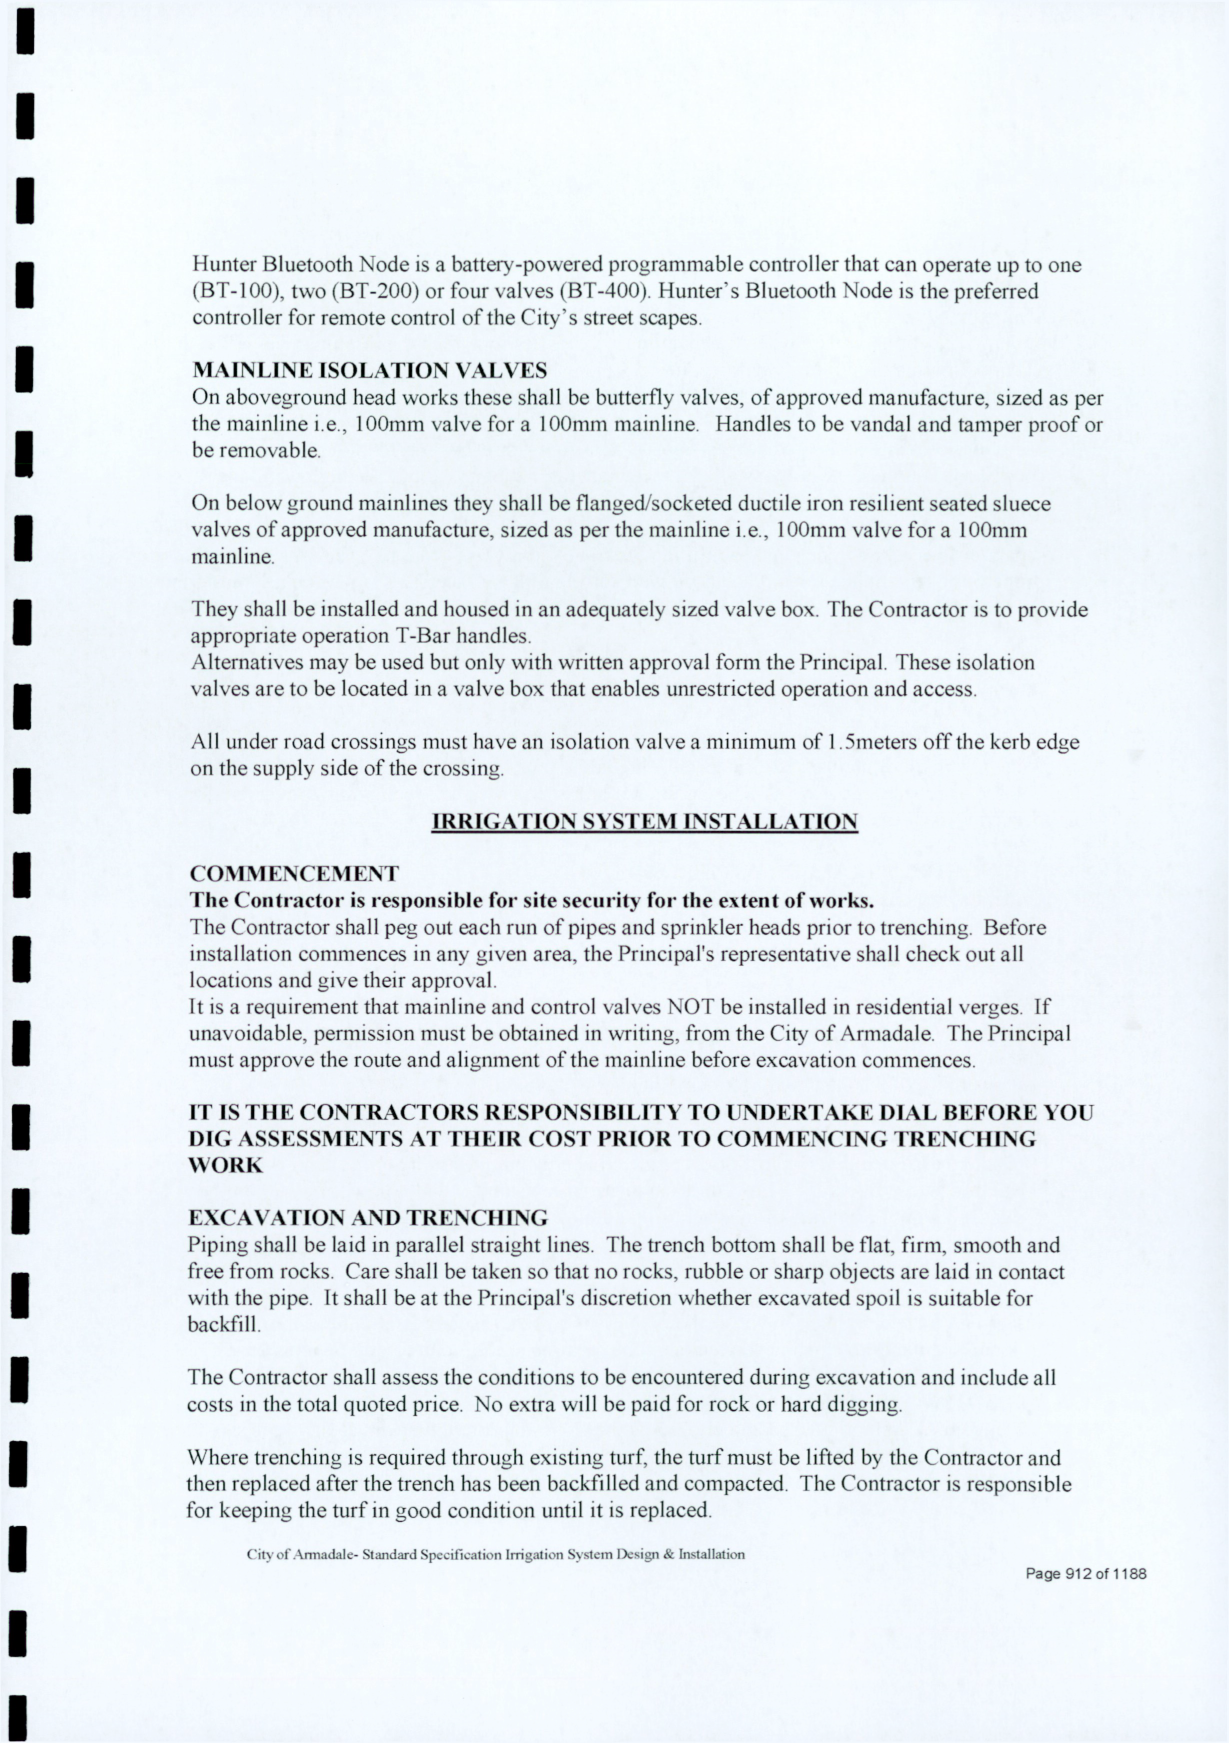 Hunter Bluetooth Node is a battery-powered programmable controller that can operate up to one
(BT-100), two (BT-200) or four valves (BT-400). Hunter's Bluetooth Node is the preferred
controller for remote control of the City's street scapes.
MAINLINE ISOLATION VALVES
On aboveground head works these shall be butterfly valves, of approved manufacture, sized as per
the mainline i.e., 100mm valve for a 100mm mainline. Handles to be vandal and tamper proof or
be removable.
On below ground mainlines they shall be flanged/socketed ductile iron resilient seated sluece
valves of approved manufacture, sized as per the mainline i.e., 100mm valve for a 100mm
mainline.
They shall be installed and housed in an adequately sized valve box. The Contractor is to provide
appropriate operation T-Bar handles.
Alternatives may be used but only with written approval form the Principal. These isolation
valves are to be located in a valve box that enables unrestricted operation and access.
All under road crossings must have an isolation valve a minimum of 1.5meters off the kerb edge
on the supply side of the crossing.
IRRIGATION SYSTEM INSTALLATION
COMMENCEMENT
The Contractor is responsible for site security for the extent of works.
The Contractor shall peg out each run of pipes and sprinkler heads prior to trenching. Before
installation commences in any given area, the Principal's representative shall check out all
locations and give their approval.
It is a requirement that mainline and control valves NOT be installed in residential verges. If
unavoidable, permission must be obtained in writing, from the City of Armadale. The Principal
must approve the route and alignment of the mainline before excavation commences.
IT IS THE CONTRACTORS RESPONSIBILITY TO UNDERTAKE DIAL BEFORE YOU
DIG ASSESSMENTS AT THEIR COST PRIOR TO COMMENCING TRENCHING
WORK
EXCAVATION AND TRENCHING
Piping shall be laid in parallel straight lines. The trench bottom shall be flat, firm, smooth and
free from rocks. Care shall be taken so that no rocks, rubble or sharp objects are laid in contact
with the pipe. It shall be at the Principal's discretion whether excavated spoil is suitable for
backfill.
The Contractor shall assess the conditions to be encountered during excavation and include all
costs in the total quoted price. No extra will be paid for rock or hard digging.
Where trenching is required through existing turf, the turf must be lifted by the Contractor and
then replaced after the trench has been backfilled and compacted. The Contractor is responsible
for keeping the turf in good condition until it is replaced.
City of Armadale- Standard Specification Irrigation System Design & Installation
Page 912 of 1188